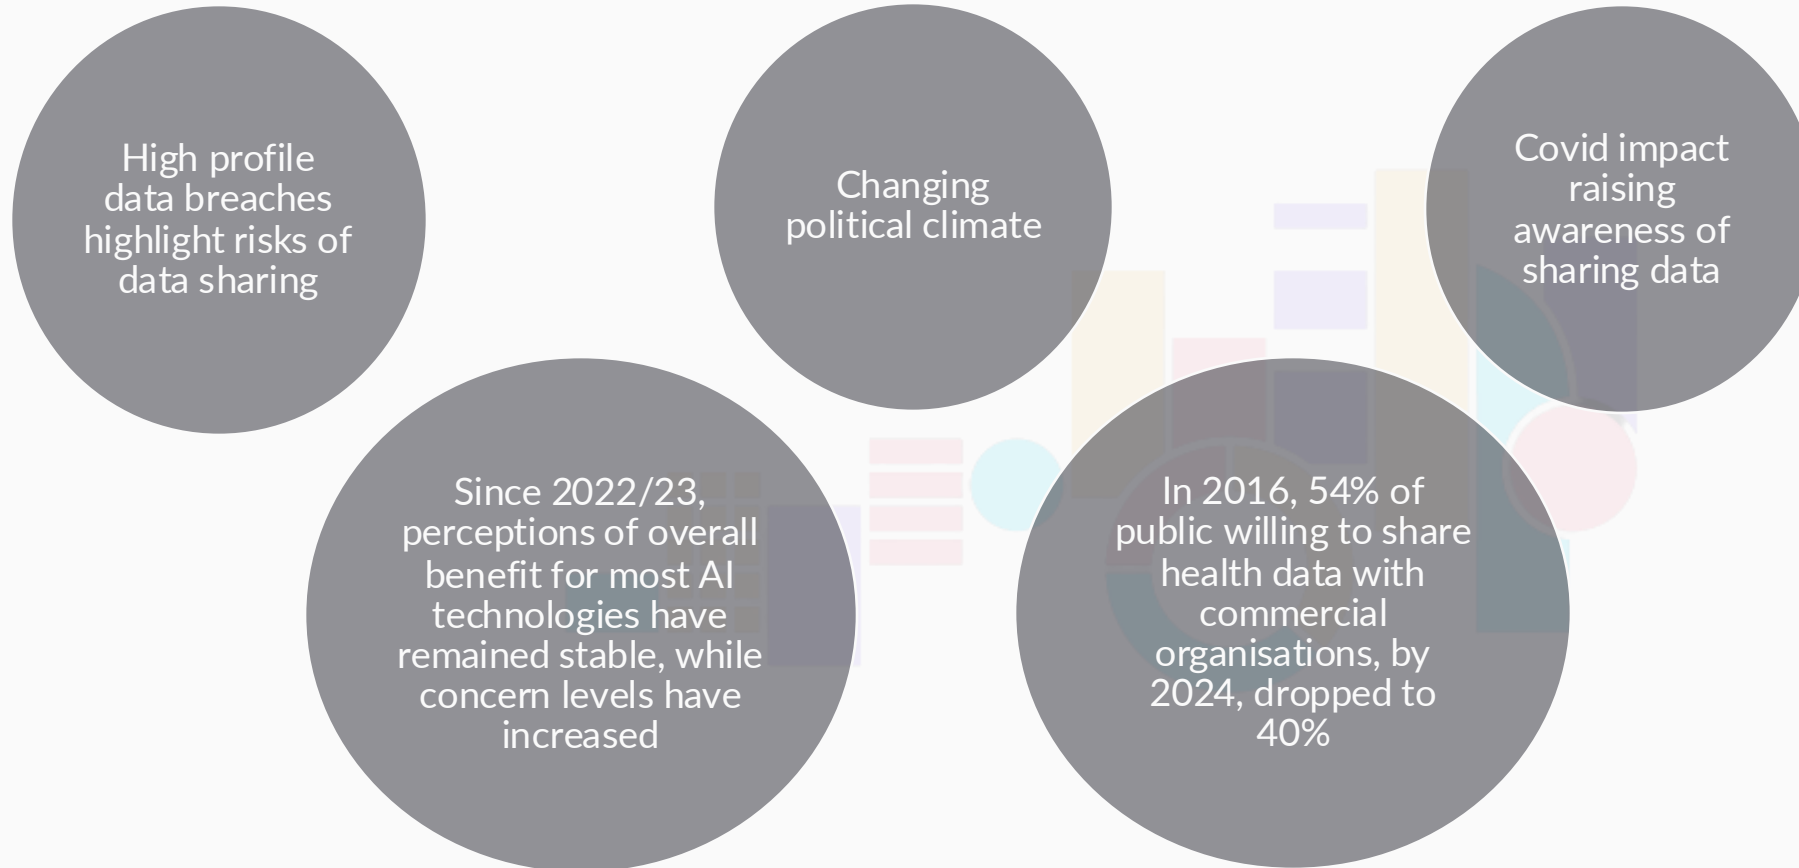 High profile
data breaches
highlight risks of
data sharing
Changing
political climate
Covid impact
raising
awareness of
sharing data
Since 2022/23,
perceptions of overall
benefit for most AI
technologies have
remained stable, while
concern levels have
increased
In 2016, 54% of
public willing to share
health data with
commercial
organisations, by
2024, dropped to
40%